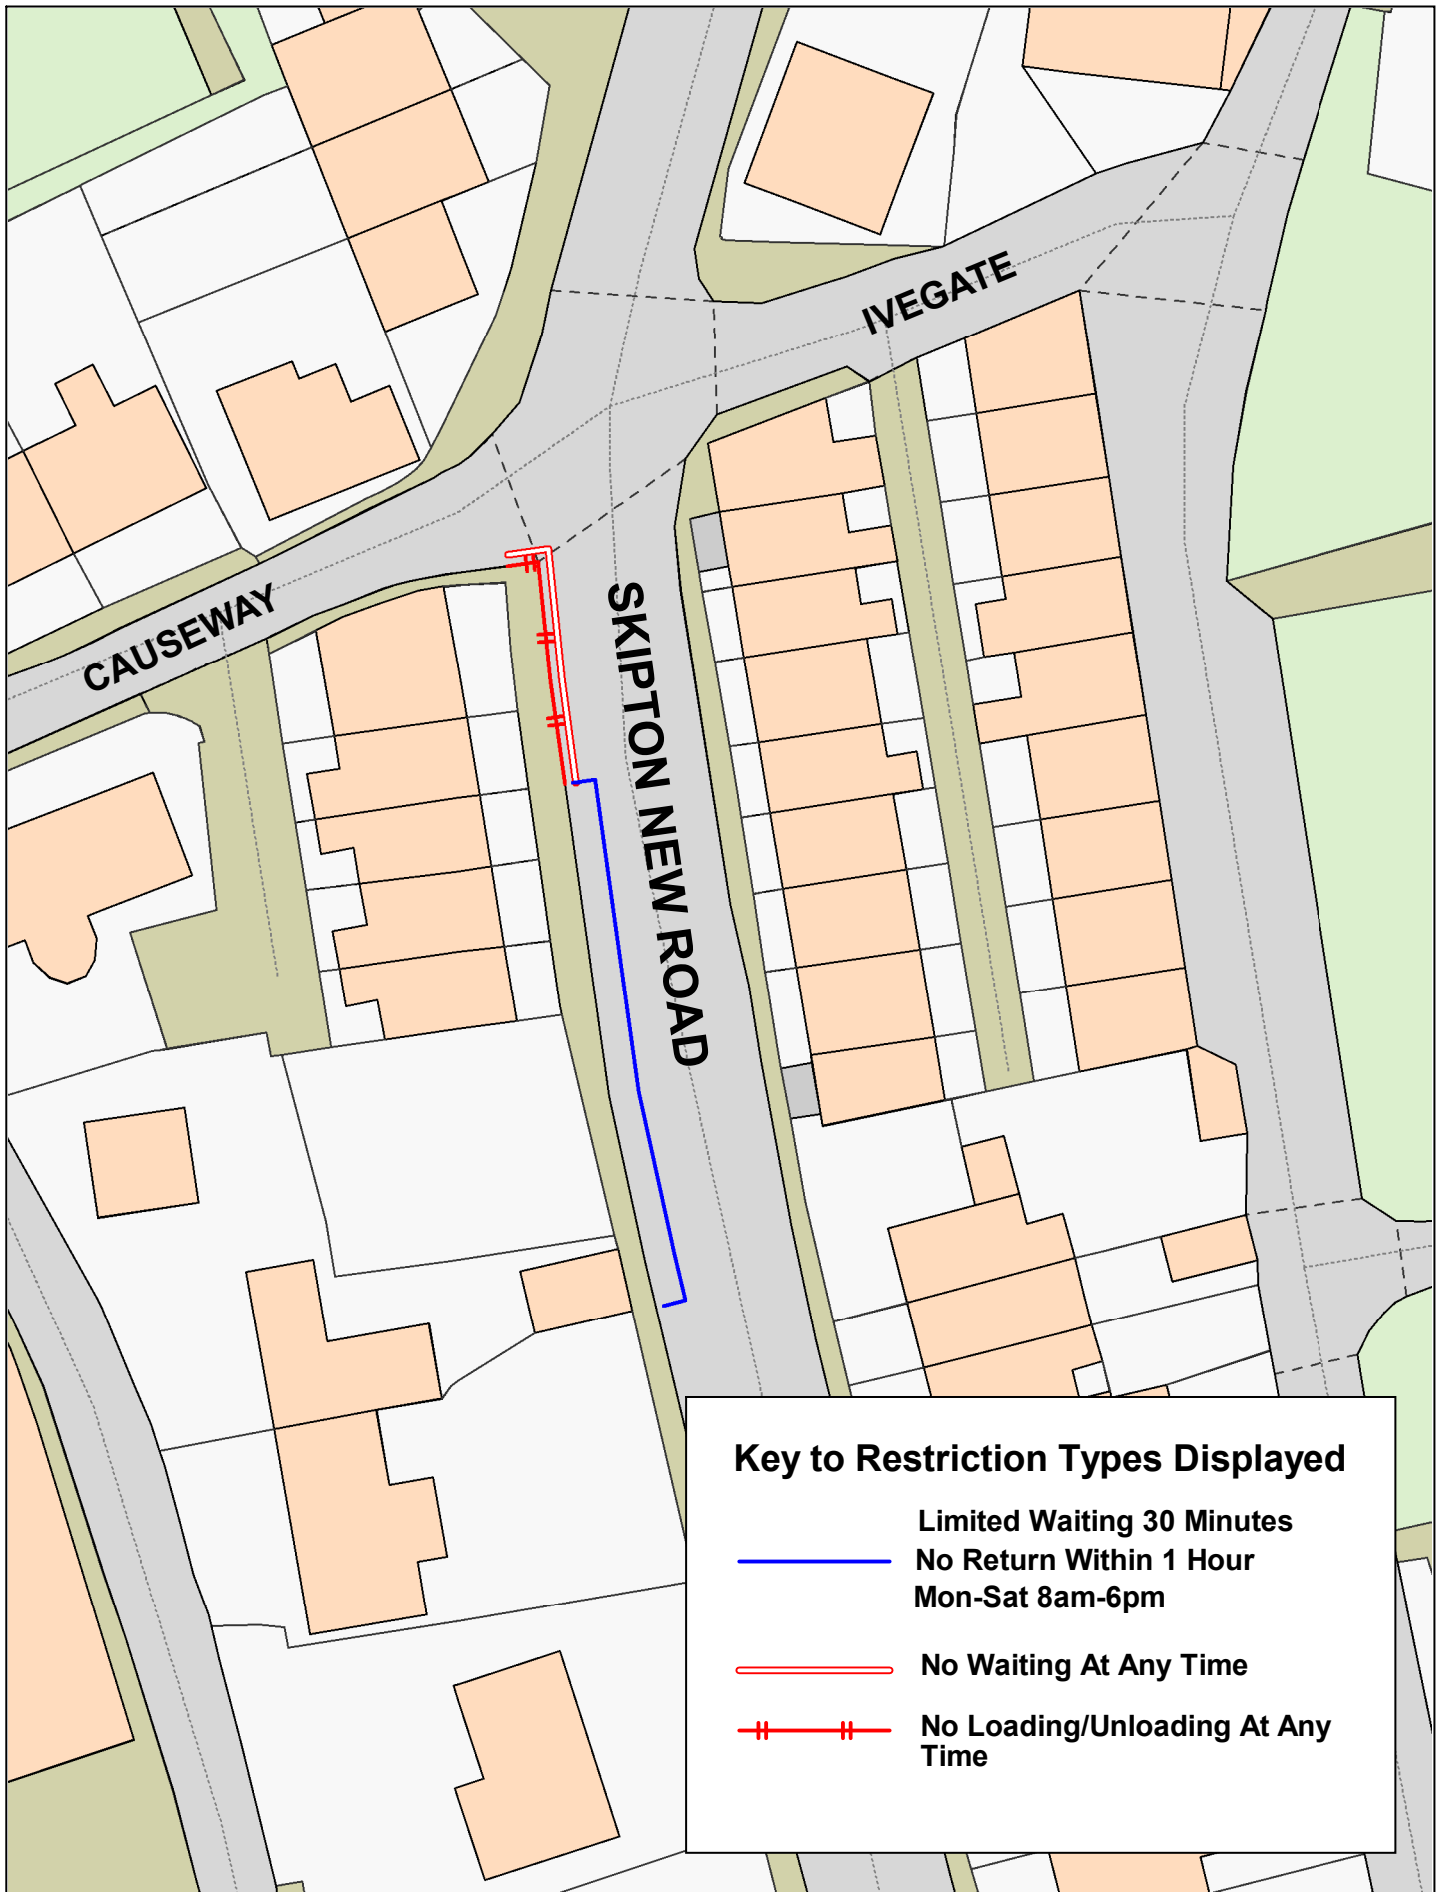 IVEGATE
CAUSEWAY
SKIPTON NEW ROAD
Key to Restriction Types Displayed
Limited Waiting 30 Minutes
No Return Within 1 Hour
Mon-Sat 8am-6pm
No Waiting At Any Time
No Loading/Unloading At Any
Time